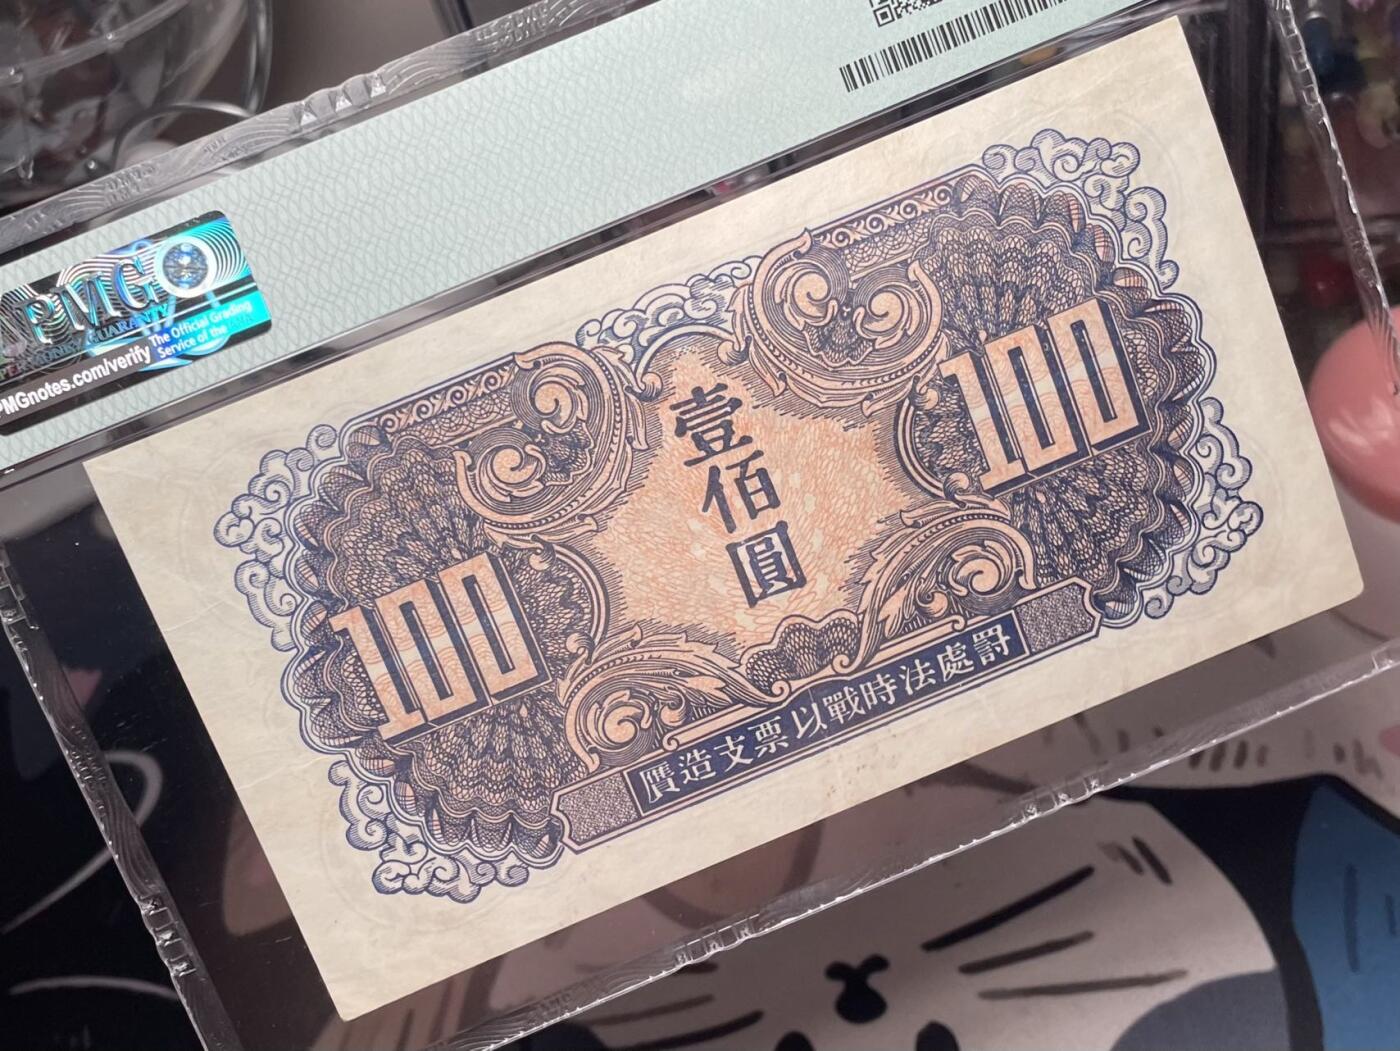 PMG
PAPER MONEY GUARANTY
PMGnotes.com/verify
The Official Grading
Service of the
壹佰圓
100
100
贋造支票以戰時法處罰